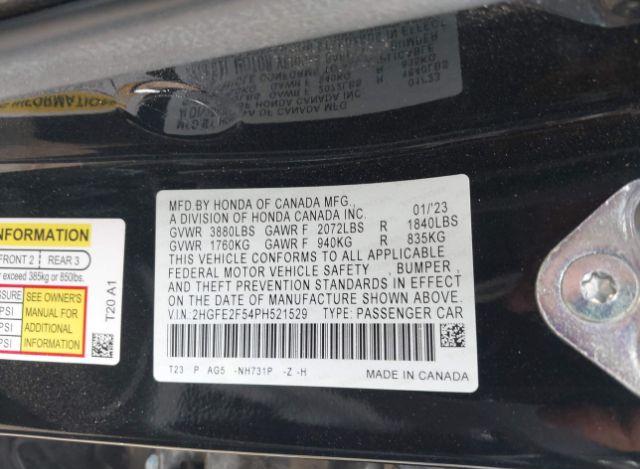 INFORMATION
FRONT 2 REAR 3
exceed 385kg or 850lbs.
SEE OWNER'S
MANUAL FOR
ADDITIONAL
INFORMATION
PSI
PSI
PSI
T20 A1
MFD.BY HONDA OF CANADA MFG., 01/'23
A DIVISION OF HONDA CANADA INC.
GVWR 3880LBS GAWR F 2072LBS R 1840LBS
GVWR 1760KG GAWR F 940KG R 835KG
THIS VEHICLE CONFORMS TO ALL APPLICABLE
FEDERAL MOTOR VEHICLE SAFETY , BUMPER ,
AND THEFT PREVENTION STANDARDS IN EFFECT
ON THE DATE OF MANUFACTURE SHOWN ABOVE.
V.I.N:2HGFE2F54PH521529 TYPE: PASSENGER CAR
T23 P AG5 -NH731P -Z -H
MADE IN CANADA